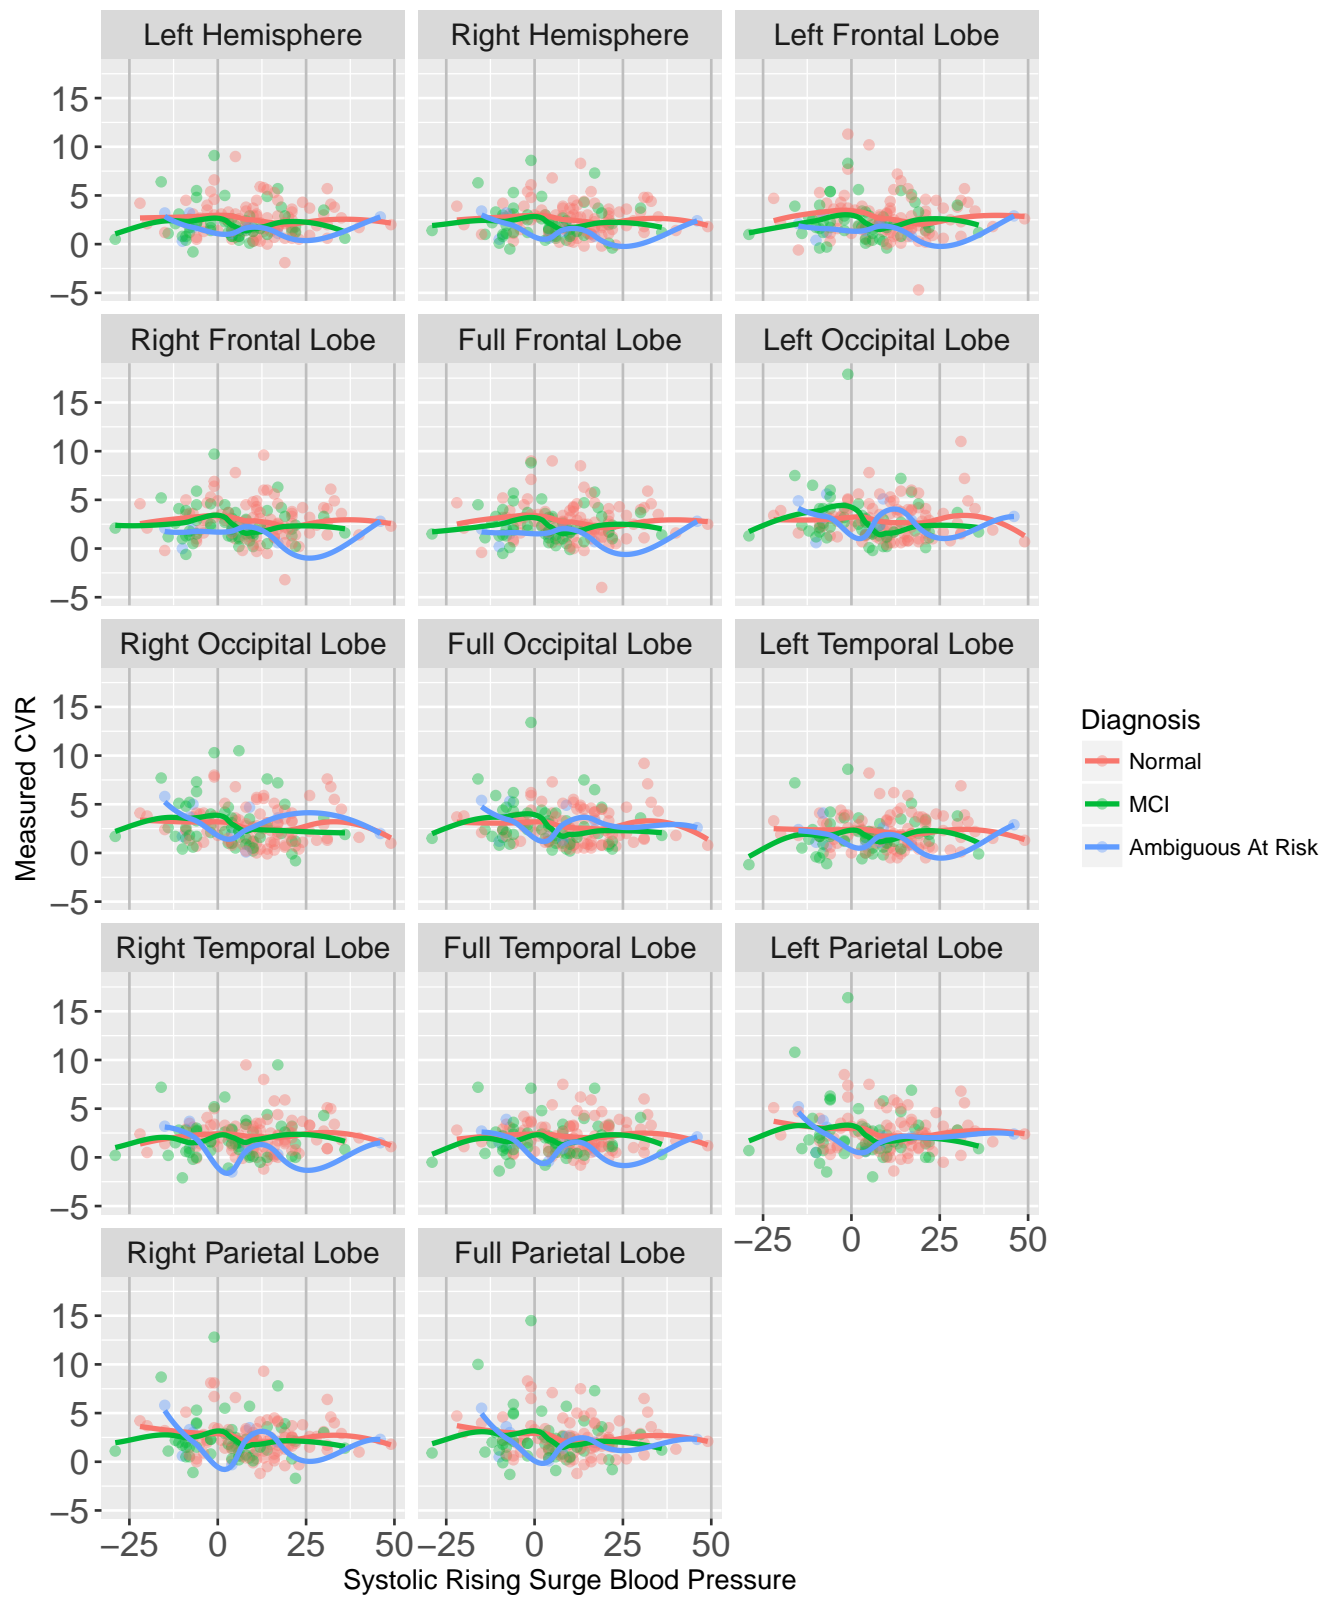 Left Hemisphere Right Hemisphere Left Frontal Lobe
15
10
5
0
−5
Right Frontal Lobe Full Frontal Lobe Left Occipital Lobe
15
10
5
0
−5
Right Occipital Lobe Full Occipital Lobe Left Temporal Lobe
15
10
5
0
−5
Measured CVR
Diagnosis
Normal
MCI
Ambiguous At Risk
Right Temporal Lobe Full Temporal Lobe Left Parietal Lobe
15
10
5
0
−5
−25 0 25 50
Right Parietal Lobe Full Parietal Lobe
15
10
5
0
−5
−25 0 25 50 −25 0 25 50
Systolic Rising Surge Blood Pressure